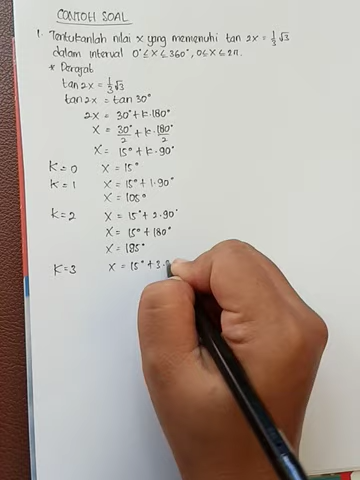 CONTOH SOAL
1. Tentukanlah nilai x yang memenuhi tan 2x = 1/3 √3
dalam interval 0° ≤ x ≤ 360°, 0 ≤ x ≤ 2π.
* Derajat
tan 2x = 1/3 √3
tan 2x = tan 30°
2x = 30° + k. 180°
x = 30°/2 + k. 180°/2
x = 15° + k. 90°
k = 0 x = 15°
k = 1 x = 15° + 1. 90°
x = 105°
k = 2 x = 15° + 2. 90°
x = 15° + 180°
x = 195°
k = 3 x = 15° + 3.